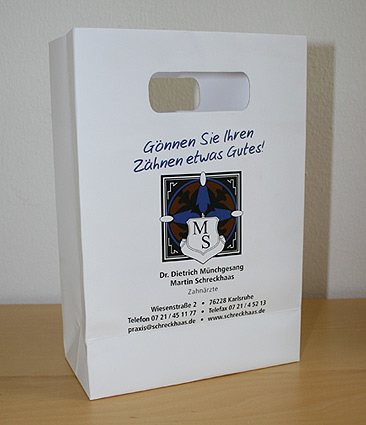 Gönnen Sie Ihren
Zähnen etwas Gutes!
M
S
Dr. Dietrich Münchgesang
Martin Schreckhaas
Zahnärzte
Wiesenstraße 2 • 76228 Karlsruhe
Telefon 07 21 / 45 11 77 • Telefax 07 21 / 4 52 13
praxis@schreckhaas.de • www.schreckhaas.de